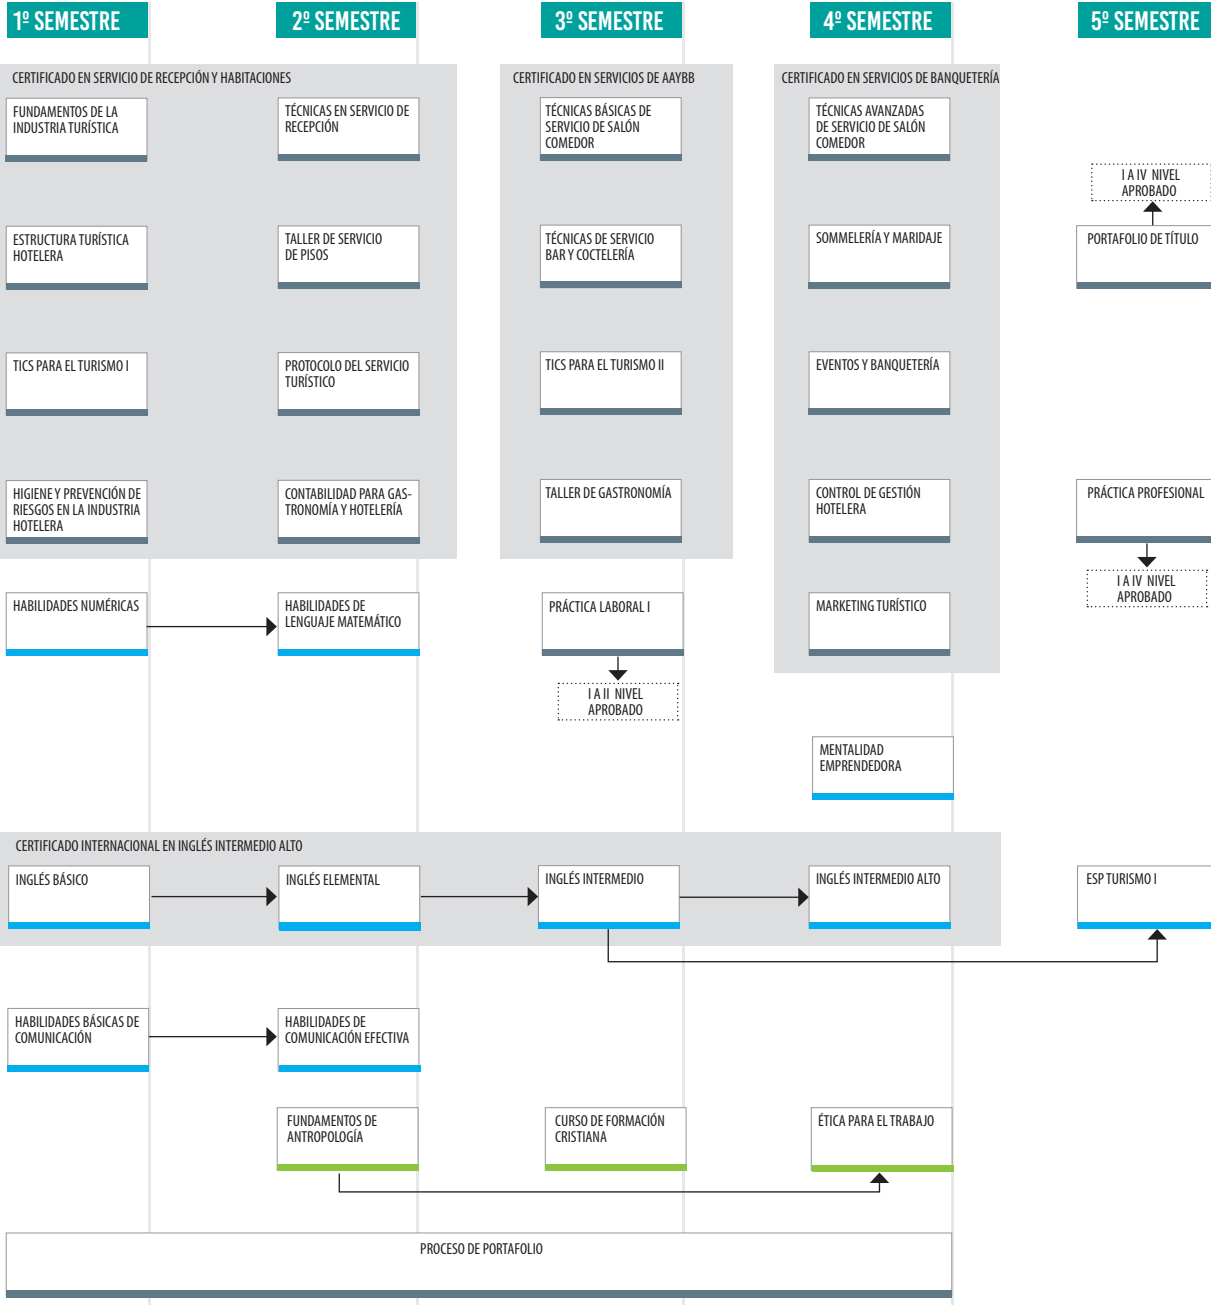 1º SEMESTRE
2º SEMESTRE
3º SEMESTRE
4º SEMESTRE
5º SEMESTRE
CERTIFICADO EN SERVICIO DE RECEPCIÓN Y HABITACIONES
CERTIFICADO EN SERVICIOS DE AAYBB
CERTIFICADO EN SERVICIOS DE BANQUETERÍA
FUNDAMENTOS DE LA
INDUSTRIA TURÍSTICA
TÉCNICAS EN SERVICIO DE
RECEPCIÓN
TÉCNICAS BÁSICAS DE
SERVICIO DE SALÓN
COMEDOR
TÉCNICAS AVANZADAS
DE SERVICIO DE SALÓN
COMEDOR
I A IV NIVEL
APROBADO
ESTRUCTURA TURÍSTICA
HOTELERA
TALLER DE SERVICIO
DE PISOS
TÉCNICAS DE SERVICIO
BAR Y COCTELERÍA
SOMMELERÍA Y MARIDAJE
PORTAFOLIO DE TÍTULO
TICS PARA EL TURISMO I
PROTOCOLO DEL SERVICIO
TURÍSTICO
TICS PARA EL TURISMO II
EVENTOS Y BANQUETERÍA
HIGIENE Y PREVENCIÓN DE
RIESGOS EN LA INDUSTRIA
HOTELERA
CONTABILIDAD PARA GAS-
TRONOMÍA Y HOTELERÍA
TALLER DE GASTRONOMÍA
CONTROL DE GESTIÓN
HOTELERA
PRÁCTICA PROFESIONAL
I A IV NIVEL
APROBADO
HABILIDADES NUMÉRICAS
HABILIDADES DE
LENGUAJE MATEMÁTICO
PRÁCTICA LABORAL I
MARKETING TURÍSTICO
I A II NIVEL
APROBADO
MENTALIDAD
EMPRENDEDORA
CERTIFICADO INTERNACIONAL EN INGLÉS INTERMEDIO ALTO
INGLÉS BÁSICO
INGLÉS ELEMENTAL
INGLÉS INTERMEDIO
INGLÉS INTERMEDIO ALTO
ESP TURISMO I
HABILIDADES BÁSICAS DE
COMUNICACIÓN
HABILIDADES DE
COMUNICACIÓN EFECTIVA
FUNDAMENTOS DE
ANTROPOLOGÍA
CURSO DE FORMACIÓN
CRISTIANA
ÉTICA PARA EL TRABAJO
PROCESO DE PORTAFOLIO